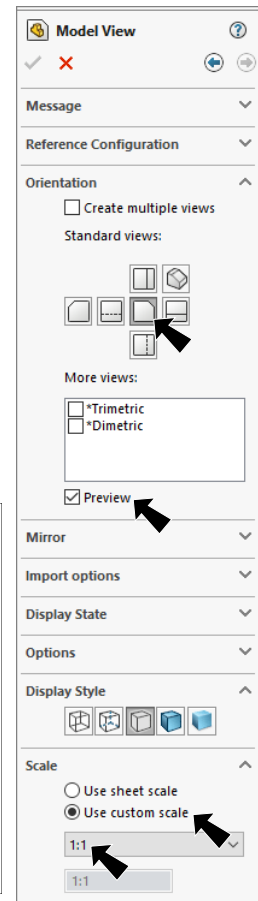 Model View
Message
Reference Configuration
Orientation
Create multiple views
Standard views:
More views:
*Trimetric
*Dimetric
Preview
Mirror
Import options
Display State
Options
Display Style
Scale
Use sheet scale
Use custom scale
1:1
1:1